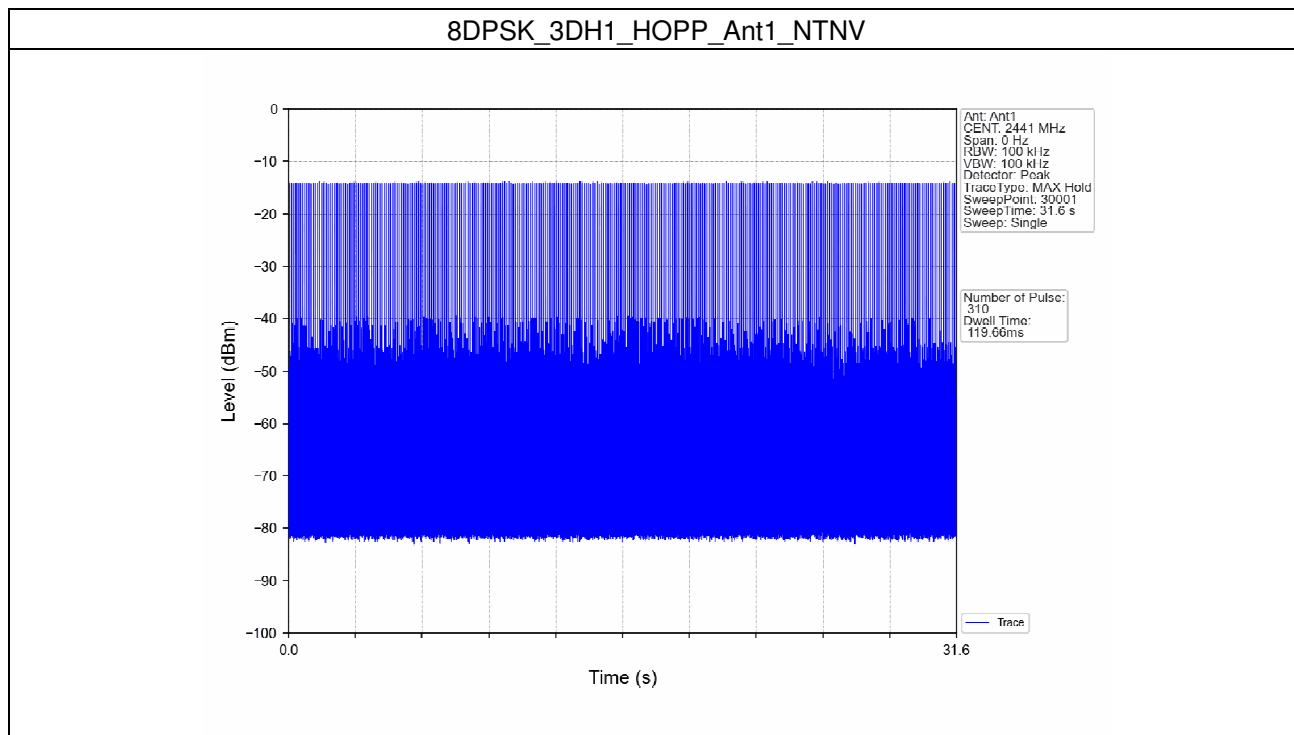 8DPSK_3DH1_HOPP_Ant1_NTNV
0
−10
−20
−30
−40
−50
−60
−70
−80
−90
−100
Level (dBm)
0.0
31.6
Time (s)
Ant: Ant1
CENT: 2441 MHz
Span: 0 Hz
RBW: 100 kHz
VBW: 100 kHz
Detector: Peak
TraceType: MAX Hold
SweepPoint: 30001
SweepTime: 31.6 s
Sweep: Single
Number of Pulse:
310
Dwell Time:
119.66ms
Trace